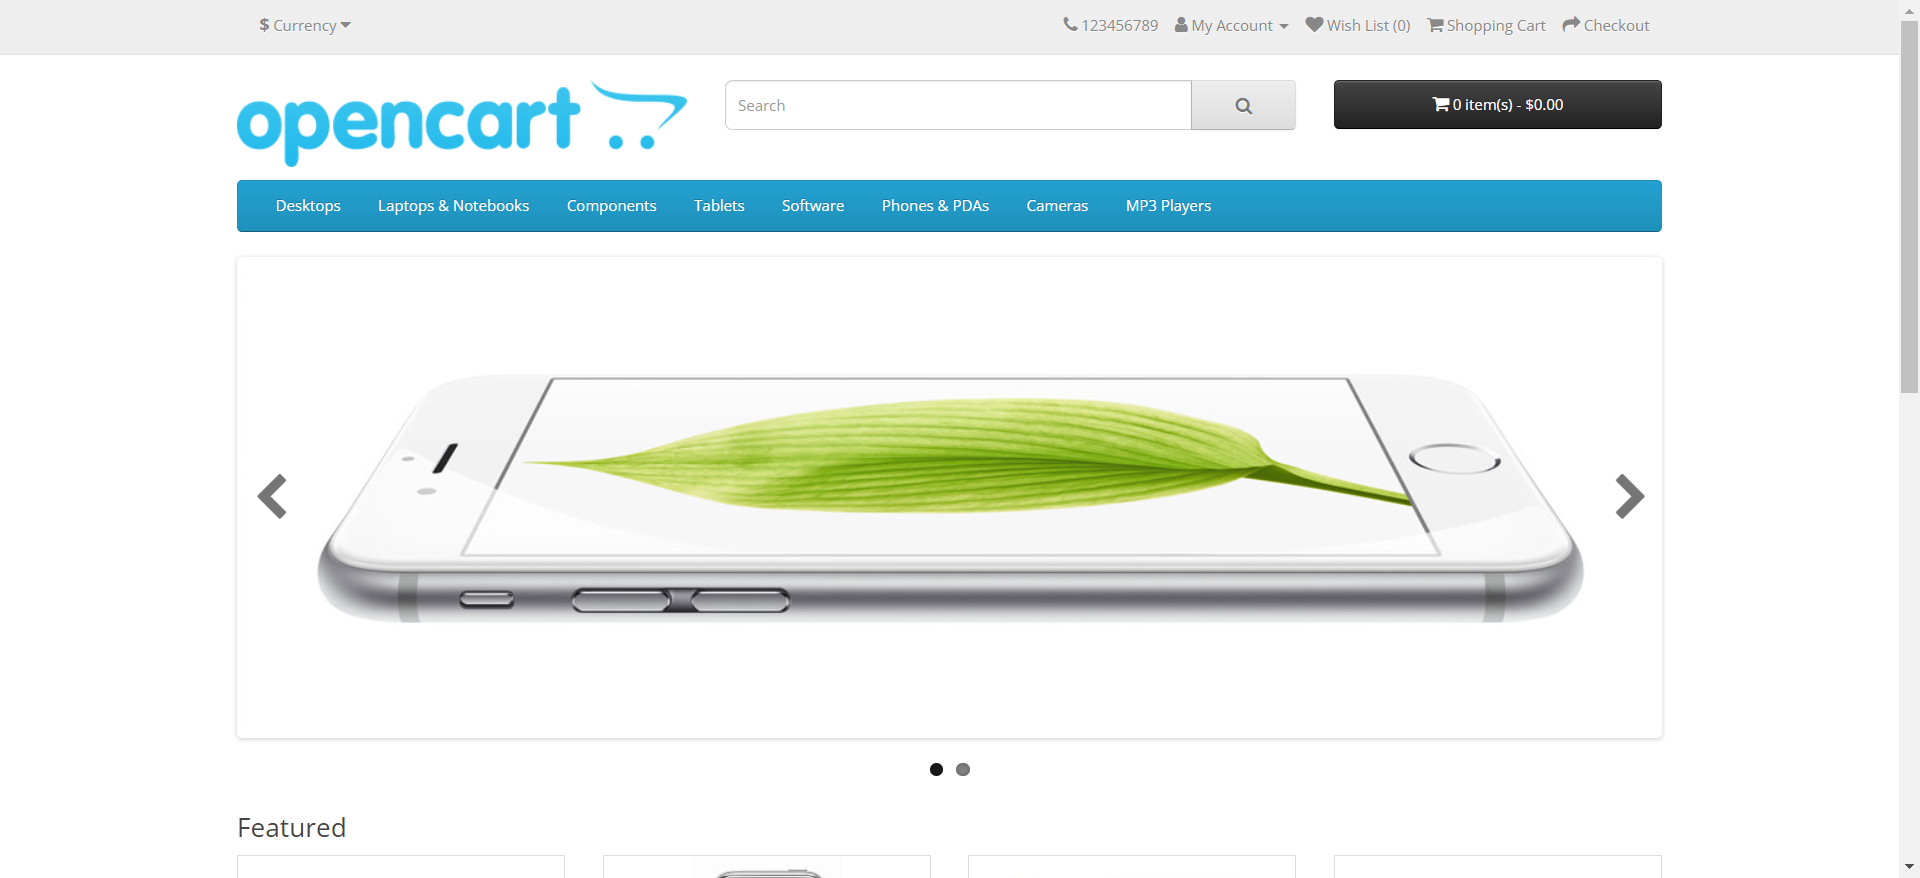 $ Currency
123456789 My Account Wish List (0) Shopping Cart Checkout
opencart
Search
0 item(s) - $0.00
Desktops Laptops & Notebooks Components Tablets Software Phones & PDAs Cameras MP3 Players
Featured